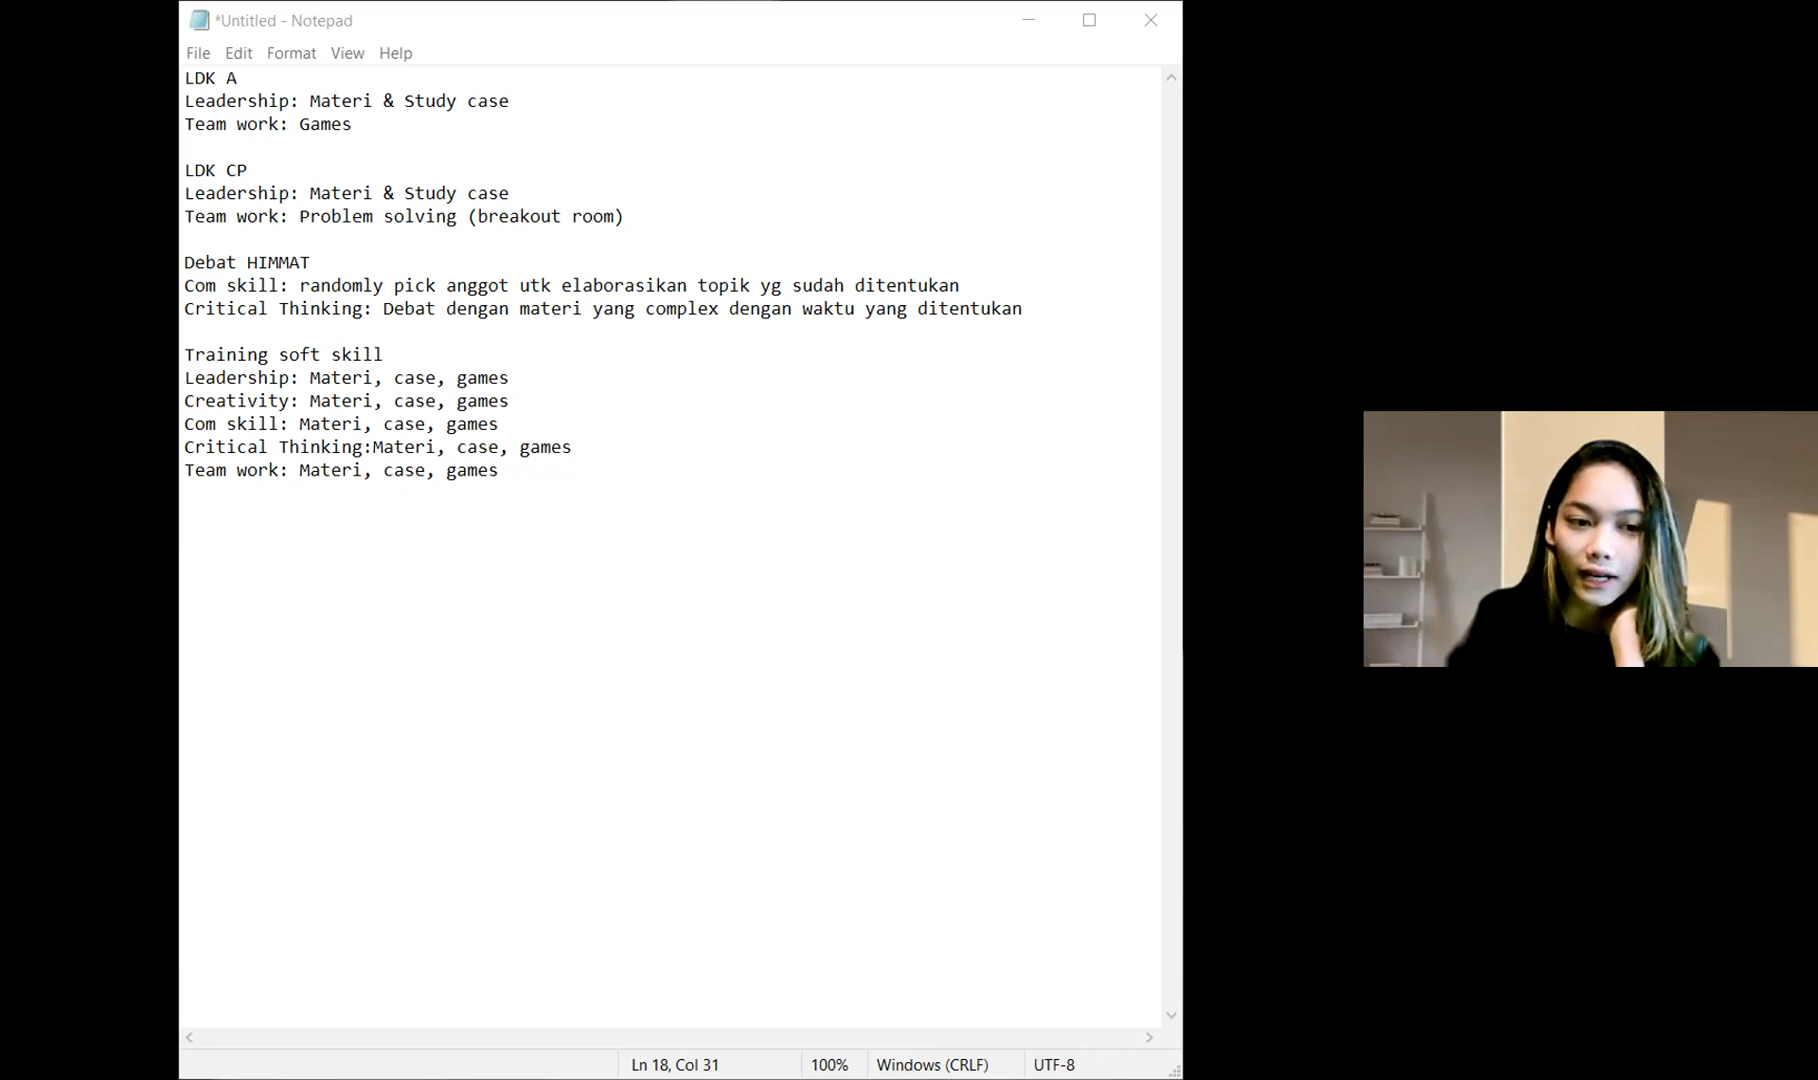 *Untitled - Notepad
File Edit Format View Help
LDK A
Leadership: Materi & Study case
Team work: Games
LDK CP
Leadership: Materi & Study case
Team work: Problem solving (breakout room)
Debat HIMMAT
Com skill: randomly pick anggot utk elaborasikan topik yg sudah ditentukan
Critical Thinking: Debat dengan materi yang complex dengan waktu yang ditentukan
Training soft skill
Leadership: Materi, case, games
Creativity: Materi, case, games
Com skill: Materi, case, games
Critical Thinking:Materi, case, games
Team work: Materi, case, games
Ln 18, Col 31 100% Windows (CRLF) UTF-8